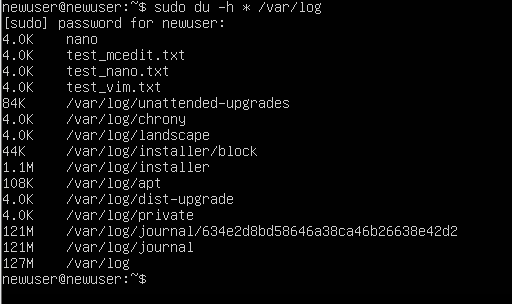 newuser@newuser:~$ sudo du -h * /var/log
[sudo] password for newuser:
4.0K    nano
4.0K    test_mcedit.txt
4.0K    test_nano.txt
4.0K    test_vim.txt
84K     /var/log/unattended-upgrades
4.0K    /var/log/chrony
4.0K    /var/log/landscape
44K     /var/log/installer/block
1.1M    /var/log/installer
108K    /var/log/apt
4.0K    /var/log/dist-upgrade
4.0K    /var/log/private
121M    /var/log/journal/634e2d8bd58646a38ca46b26638e42d2
121M    /var/log/journal
127M    /var/log
newuser@newuser:~$